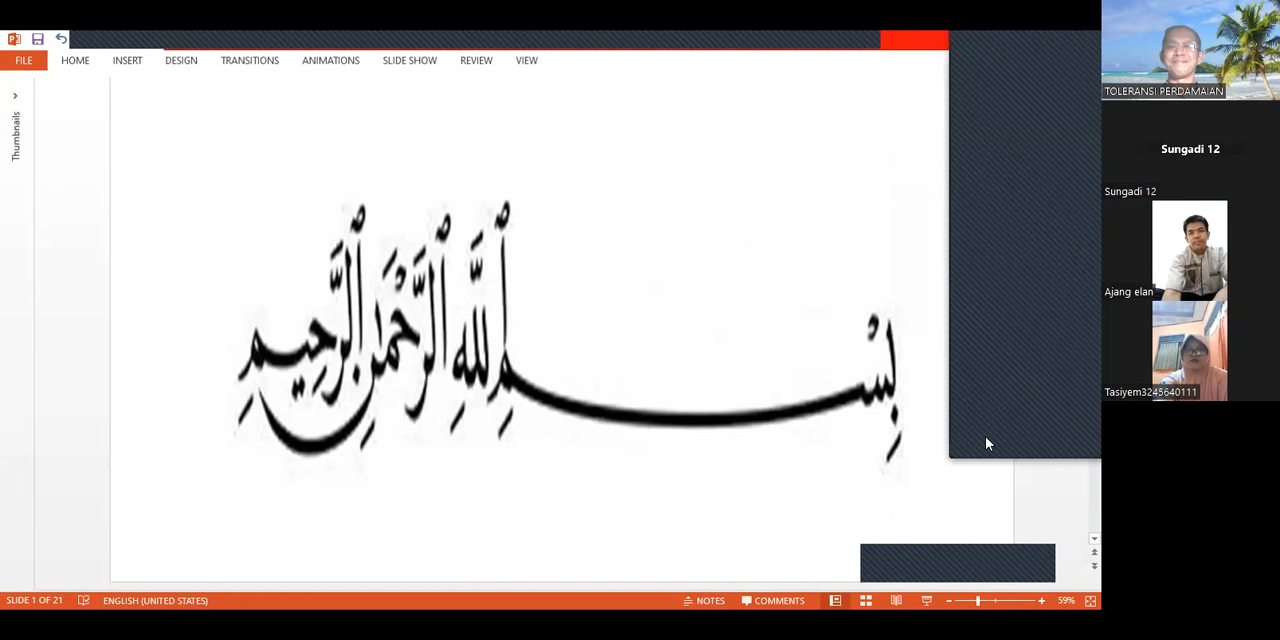 FILE HOME INSERT DESIGN TRANSITIONS ANIMATIONS SLIDE SHOW REVIEW VIEW
Thumbnails
بِسْمِ ٱللَّهِ ٱلرَّحْمَٰنِ ٱلرَّحِيمِ
SLIDE 1 OF 21 ENGLISH (UNITED STATES) NOTES COMMENTS 59%
TOLERANSI PERDAMAIAN
Sungadi 12
Sungadi 12
Ajang elan
Tasiyem3245640111